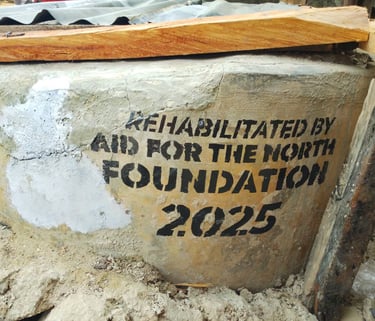 REHABILITATED BY
AID FOR THE NORTH
FOUNDATION
2025